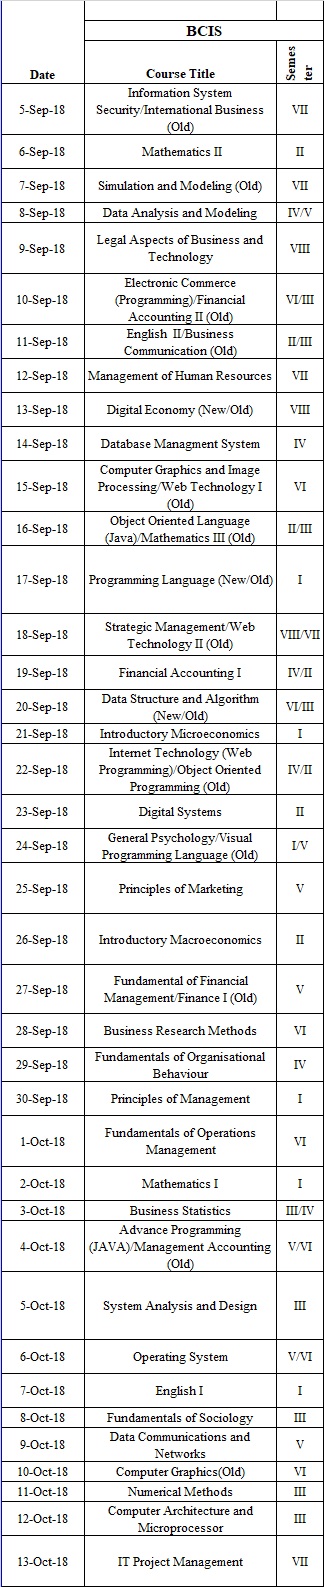 BCIS
Date
Course Title
Semes
ter
5-Sep-18
Information System
Security/International Business
(Old)
VII
6-Sep-18
Mathematics II
II
7-Sep-18
Simulation and Modeling (Old)
VII
8-Sep-18
Data Analysis and Modeling
IV/V
9-Sep-18
Legal Aspects of Business and
Technology
VIII
10-Sep-18
Electronic Commerce
(Programming)/Financial
Accounting II (Old)
VI/III
11-Sep-18
English II/Business
Communication (Old)
II/III
12-Sep-18
Management of Human Resources
VII
13-Sep-18
Digital Economy (New/Old)
VIII
14-Sep-18
Database Managment System
IV
15-Sep-18
Computer Graphics and Image
Processing/Web Technology I
(Old)
VI
16-Sep-18
Object Oriented Language
(Java)/Mathematics III (Old)
II/III
17-Sep-18
Programming Language (New/Old)
I
18-Sep-18
Strategic Management/Web
Technology II (Old)
VIII/VII
19-Sep-18
Financial Accounting I
IV/II
20-Sep-18
Data Structure and Algorithm
(New/Old)
VI/III
21-Sep-18
Introductory Microeconomics
I
22-Sep-18
Internet Technology (Web
Programming)/Object Oriented
Programming (Old)
IV/II
23-Sep-18
Digital Systems
II
24-Sep-18
General Psychology/Visual
Programming Language (Old)
I/V
25-Sep-18
Principles of Marketing
V
26-Sep-18
Introductory Macroeconomics
II
27-Sep-18
Fundamental of Financial
Management/Finance I (Old)
V
28-Sep-18
Business Research Methods
VI
29-Sep-18
Fundamentals of Organisational
Behaviour
IV
30-Sep-18
Principles of Management
I
1-Oct-18
Fundamentals of Operations
Management
VI
2-Oct-18
Mathematics I
I
3-Oct-18
Business Statistics
III/IV
4-Oct-18
Advance Programming
(JAVA)/Management Accounting
(Old)
V/VI
5-Oct-18
System Analysis and Design
III
6-Oct-18
Operating System
V/VI
7-Oct-18
English I
I
8-Oct-18
Fundamentals of Sociology
III
9-Oct-18
Data Communications and
Networks
V
10-Oct-18
Computer Graphics(Old)
VI
11-Oct-18
Numerical Methods
III
12-Oct-18
Computer Architecture and
Microprocessor
III
13-Oct-18
IT Project Management
VII